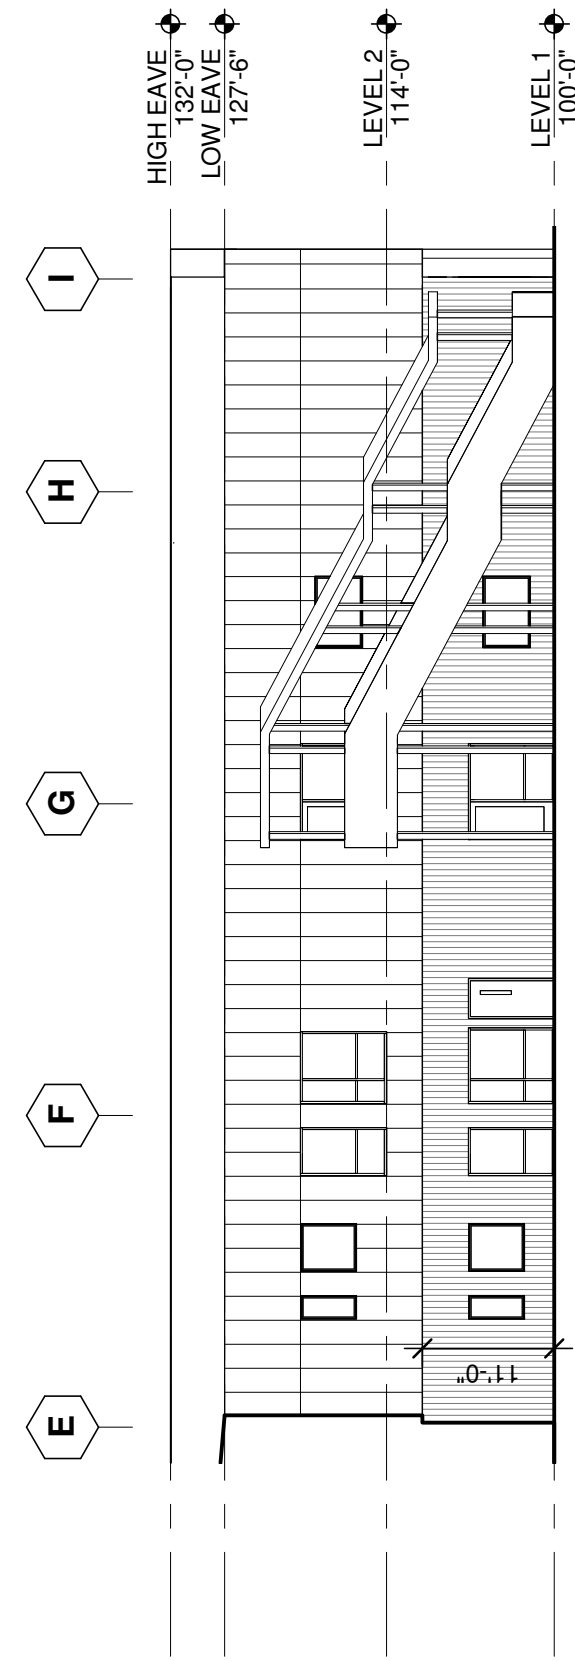 E
F
G
H
I
HIGH EAVE
132'-0"
LOW EAVE
127'-6"
LEVEL 2
114'-0"
LEVEL 1
100'-0"
11'-0"